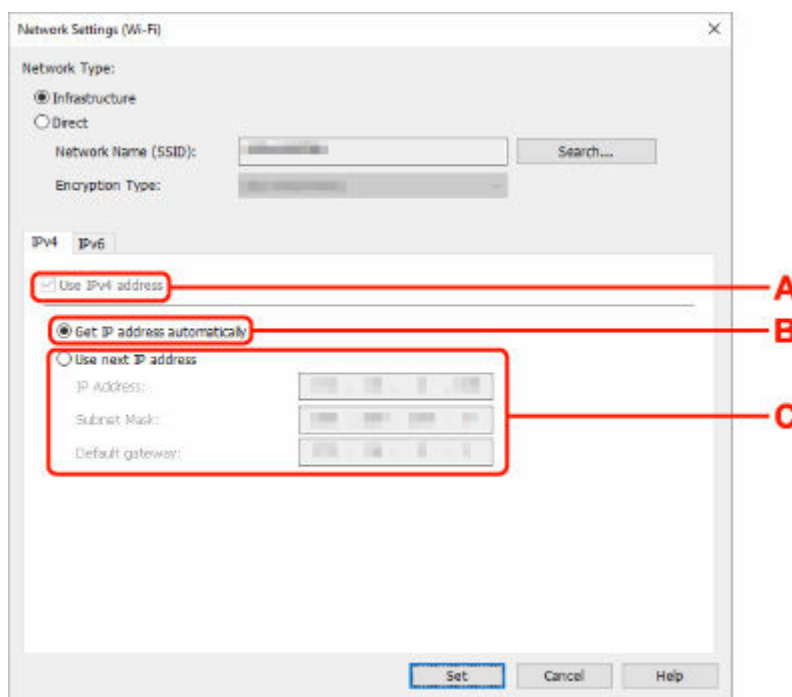 Network Settings (Wi-Fi)
Network Type:
Infrastructure
Direct
Network Name (SSID):
Search...
Encryption Type:
IPv4 IPv6
Use IPv4 address
A
Get IP address automatically
B
Use next IP address
IP Address:
C
Subnet Mask:
Default gateway:
Set Cancel Help